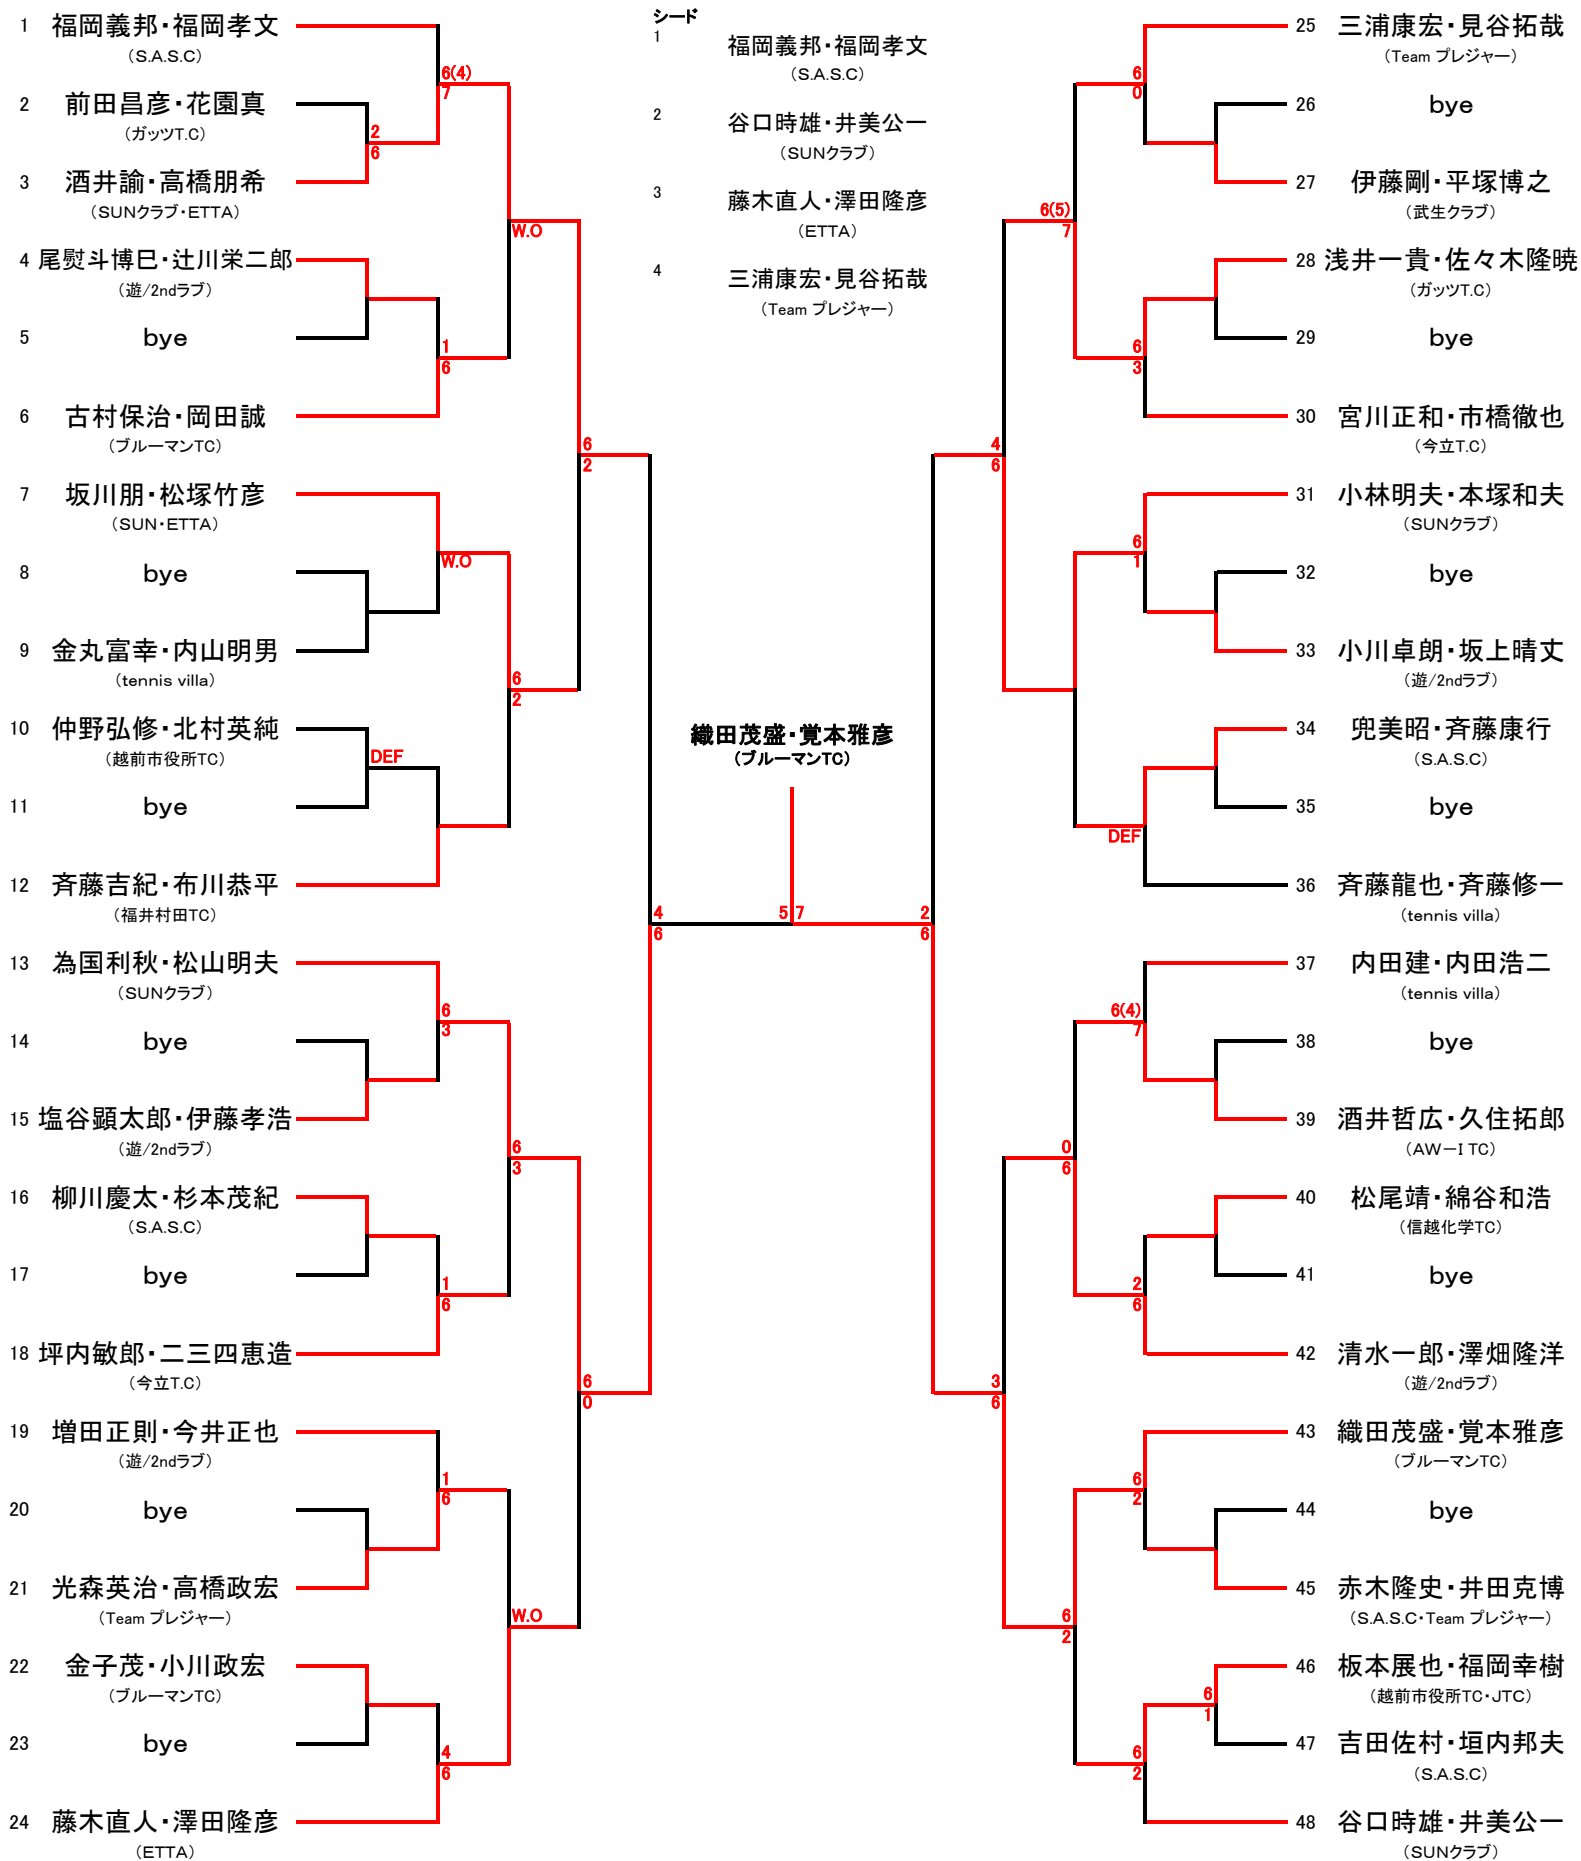 シード
1 福岡義邦・福岡孝文
(S.A.S.C)
2 谷口時雄・井美公一
(SUNクラブ)
3 藤木直人・澤田隆彦
(ETTA)
4 三浦康宏・見谷拓哉
(Team プレジャー)
1 福岡義邦・福岡孝文
(S.A.S.C)
6(4)
7
2 前田昌彦・花園真
(ガッツT.C)
2
6
3 酒井諭・高橋朋希
(SUNクラブ・ETTA)
W.O
4 尾熨斗博巳・辻川栄二郎
(遊/2ndラブ)
5 bye
1
6
6 古村保治・岡田誠
(ブルーマンTC)
6
2
7 坂川朋・松塚竹彦
(SUN・ETTA)
W.O
8 bye
9 金丸富幸・内山明男
(tennis villa)
6
2
10 仲野弘修・北村英純
(越前市役所TC)
DEF
11 bye
12 斉藤吉紀・布川恭平
(福井村田TC)
4
6
13 為国利秋・松山明夫
(SUNクラブ)
6
3
14 bye
15 塩谷顕太郎・伊藤孝浩
(遊/2ndラブ)
6
3
16 柳川慶太・杉本茂紀
(S.A.S.C)
17 bye
1
6
18 坪内敏郎・二三四恵造
(今立T.C)
6
0
19 増田正則・今井正也
(遊/2ndラブ)
1
6
20 bye
21 光森英治・高橋政宏
(Team プレジャー)
W.O
22 金子茂・小川政宏
(ブルーマンTC)
23 bye
4
6
24 藤木直人・澤田隆彦
(ETTA)
織田茂盛・覚本雅彦
(ブルーマンTC)
5 7
25 三浦康宏・見谷拓哉
(Team プレジャー)
6
0
26 bye
27 伊藤剛・平塚博之
(武生クラブ)
6(5)
7
28 浅井一貴・佐々木隆暁
(ガッツT.C)
29 bye
6
3
30 宮川正和・市橋徹也
(今立T.C)
4
6
31 小林明夫・本塚和夫
(SUNクラブ)
6
1
32 bye
33 小川卓朗・坂上晴丈
(遊/2ndラブ)
34 兜美昭・斉藤康行
(S.A.S.C)
35 bye
DEF
36 斉藤龍也・斉藤修一
(tennis villa)
2
6
37 内田建・内田浩二
(tennis villa)
6(4)
7
38 bye
39 酒井哲広・久住拓郎
(AW-I TC)
0
6
40 松尾靖・綿谷和浩
(信越化学TC)
41 bye
2
6
42 清水一郎・澤畑隆洋
(遊/2ndラブ)
3
6
43 織田茂盛・覚本雅彦
(ブルーマンTC)
6
2
44 bye
45 赤木隆史・井田克博
(S.A.S.C・Team プレジャー)
6
2
46 板本展也・福岡幸樹
(越前市役所TC・JTC)
6
1
47 吉田佐村・垣内邦夫
(S.A.S.C)
6
2
48 谷口時雄・井美公一
(SUNクラブ)